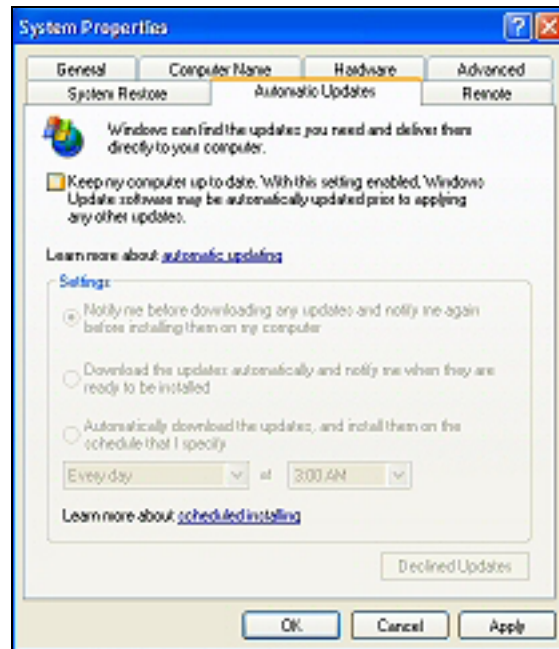 System Properties
General Computer Name Hardware Advanced
System Restore Automatic Updates Remote
Windows can find the updates you need and deliver them
directly to your computer.
Keep my computer up to date. With this setting enabled, Windows
Update software may be automatically updated prior to applying
any other updates.
Learn more about automatic updating
Settings
Notify me before downloading any updates and notify me again
before installing them on my computer
Download the updates automatically and notify me when they are
ready to be installed
Automatically download the updates, and install them on the
schedule that I specify
Every day at 3:00 AM
Learn more about scheduled installing
Declined Updates
OK Cancel Apply